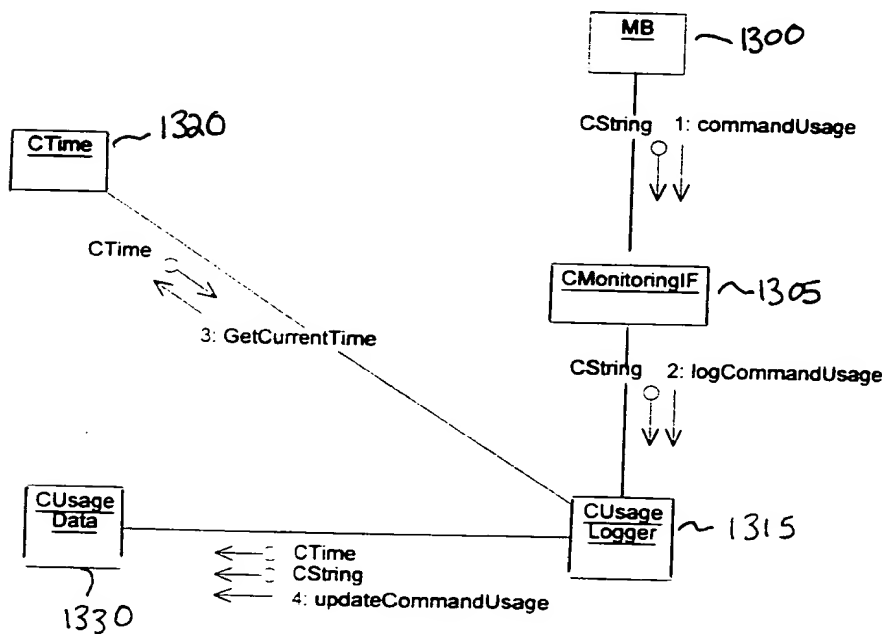 MB
1300
CString 1: commandUsage
1320
CTime
CTime
3: GetCurrentTime
CMonitoringIF
1305
CString 2: logCommandUsage
CUsage
Data
1330
CTime
CString
4: updateCommandUsage
CUsage
Logger
1315